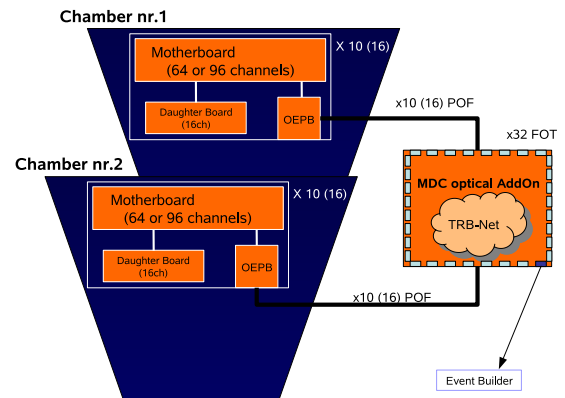 Chamber nr.1
X 10 (16)
Motherboard
(64 or 96 channels)
Daughter Board
(16ch)
OEPB
x10 (16) POF
x32 FOT
Chamber nr.2
X 10 (16)
Motherboard
(64 or 96 channels)
Daughter Board
(16ch)
OEPB
MDC optical AddOn
TRB-Net
x10 (16) POF
Event Builder